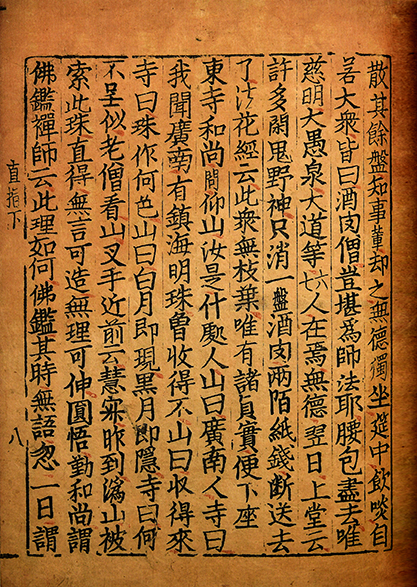 散其餘盤知事輩却之無德獨坐筵中飮啖自
若大衆皆曰酒肉僧豈堪爲師法耶腰包盡去唯
慈明大愚泉大道等六七人在焉無德翌日上堂云
許多閑鬼野神只消一盤酒肉兩陌紙錢斷送去
了法花經云此衆無枝葉唯有諸貞實便下座
東寺和尚問仰山汝是什麽人山曰廣南人寺曰
我聞廣南有鎮海明珠曾收得不山曰收得來
寺曰珠作何色山曰白月即現黑月即隱寺曰何
不呈似老僧看山叉手近前云慧寂昨到潙山被
索此珠直得無言可造無理可伸圓悟勤和尚謂
佛鑑禪師云此理如何佛鑑其時無語忽一日謂
直指下
八